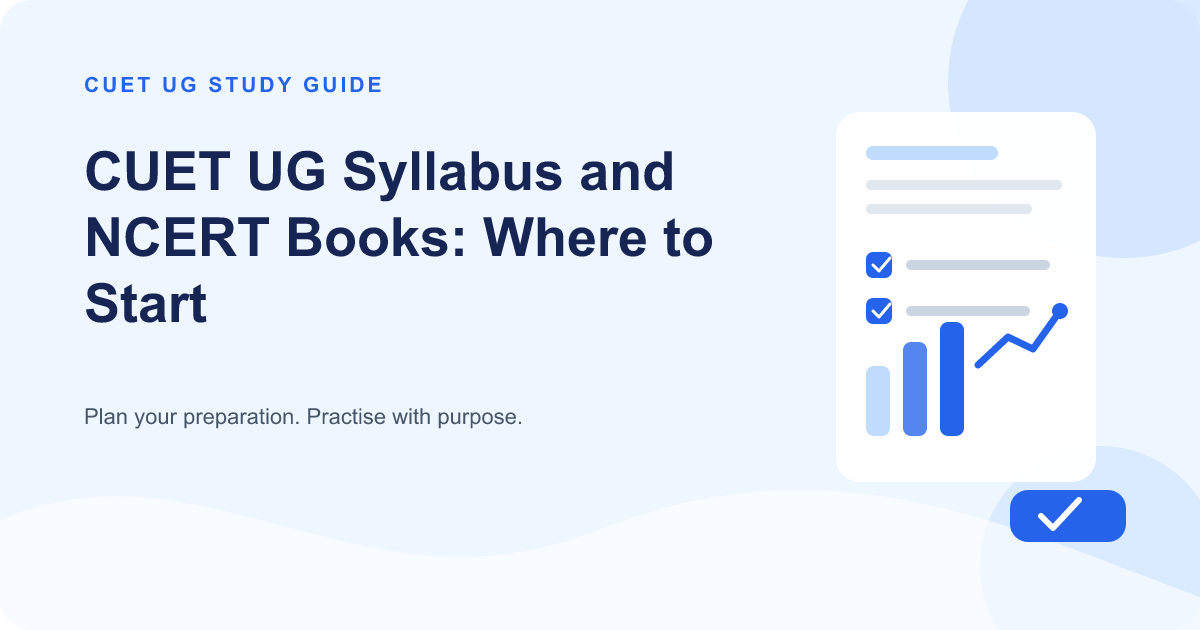 CUET UG STUDY GUIDE
CUET UG Syllabus and
NCERT Books: Where to
Start
Plan your preparation. Practise with purpose.